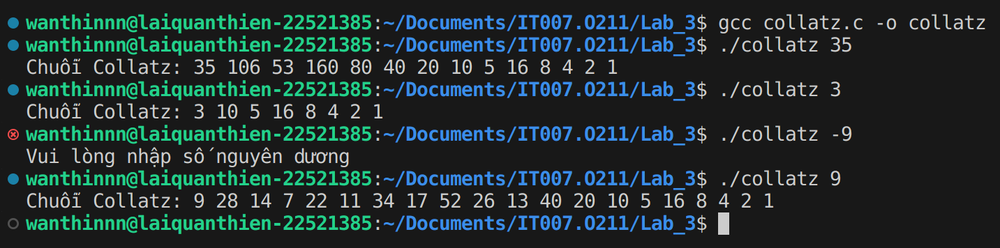 wanthinnn@laiquanthien-22521385:~/Documents/IT007.O211/Lab_3$ gcc collatz.c -o collatz
wanthinnn@laiquanthien-22521385:~/Documents/IT007.O211/Lab_3$ ./collatz 35
Chuỗi Collatz: 35 106 53 160 80 40 20 10 5 16 8 4 2 1
wanthinnn@laiquanthien-22521385:~/Documents/IT007.O211/Lab_3$ ./collatz 3
Chuỗi Collatz: 3 10 5 16 8 4 2 1
wanthinnn@laiquanthien-22521385:~/Documents/IT007.O211/Lab_3$ ./collatz -9
Vui lòng nhập số nguyên dương
wanthinnn@laiquanthien-22521385:~/Documents/IT007.O211/Lab_3$ ./collatz 9
Chuỗi Collatz: 9 28 14 7 22 11 34 17 52 26 13 40 20 10 5 16 8 4 2 1
wanthinnn@laiquanthien-22521385:~/Documents/IT007.O211/Lab_3$